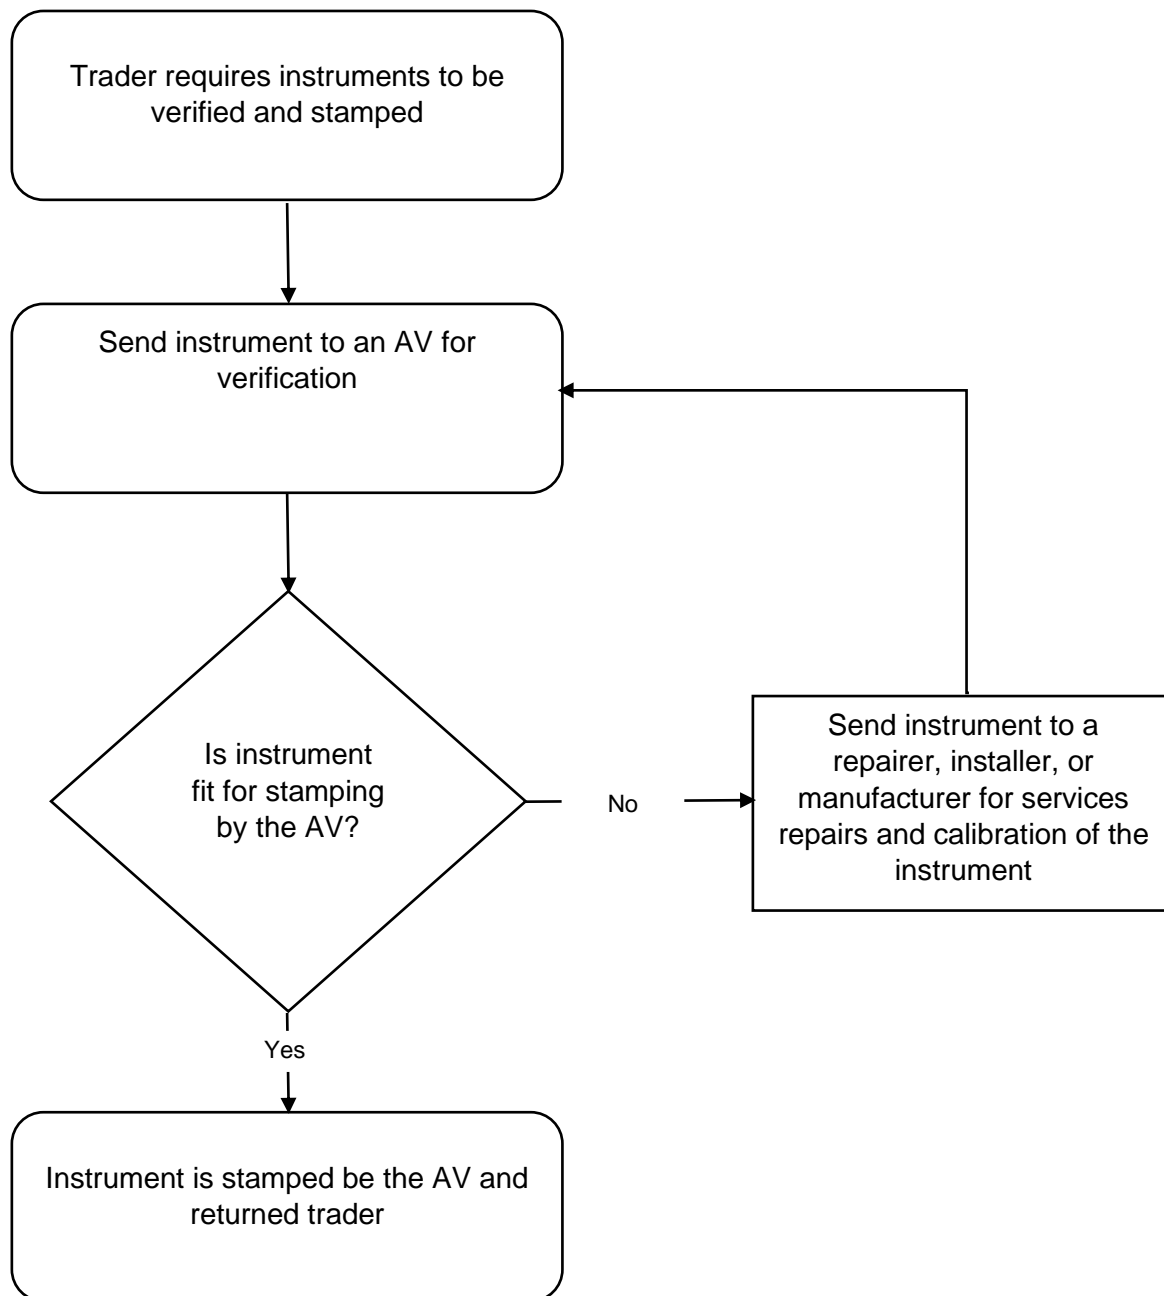 Trader requires instruments to be
verified and stamped
Send instrument to an AV for
verification
Is instrument
fit for stamping
by the AV?
No
Send instrument to a
repairer, installer, or
manufacturer for services
repairs and calibration of the
instrument
Yes
Instrument is stamped be the AV and
returned trader